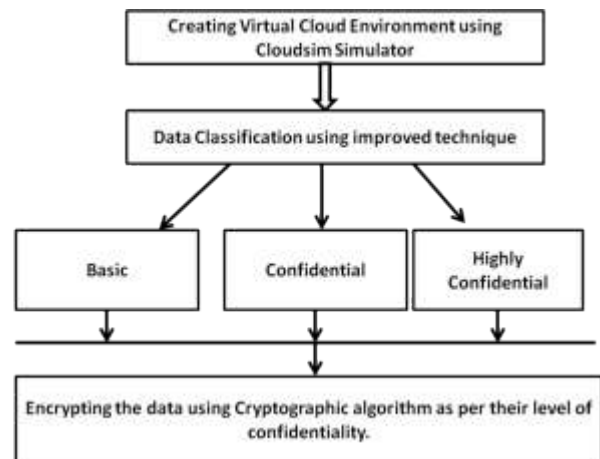 Creating Virtual Cloud Environment using
Cloudsim Simulator
Data Classification using improved technique
Basic
Confidential
Highly
Confidential
Encrypting the data using Cryptographic algorithm as per their level of
confidentiality.